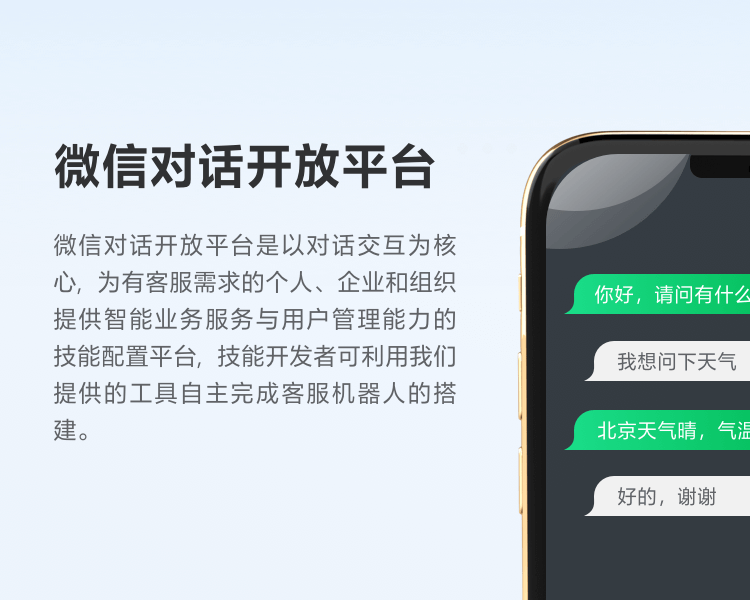 微信对话开放平台
微信对话开放平台是以对话交互为核
心，为有客服需求的个人、企业和组织
提供智能业务服务与用户管理能力的
技能配置平台，技能开发者可利用我们
提供的工具自主完成客服机器人的搭
建。
你好，请问有什么
我想问下天气
北京天气晴，气温
好的，谢谢